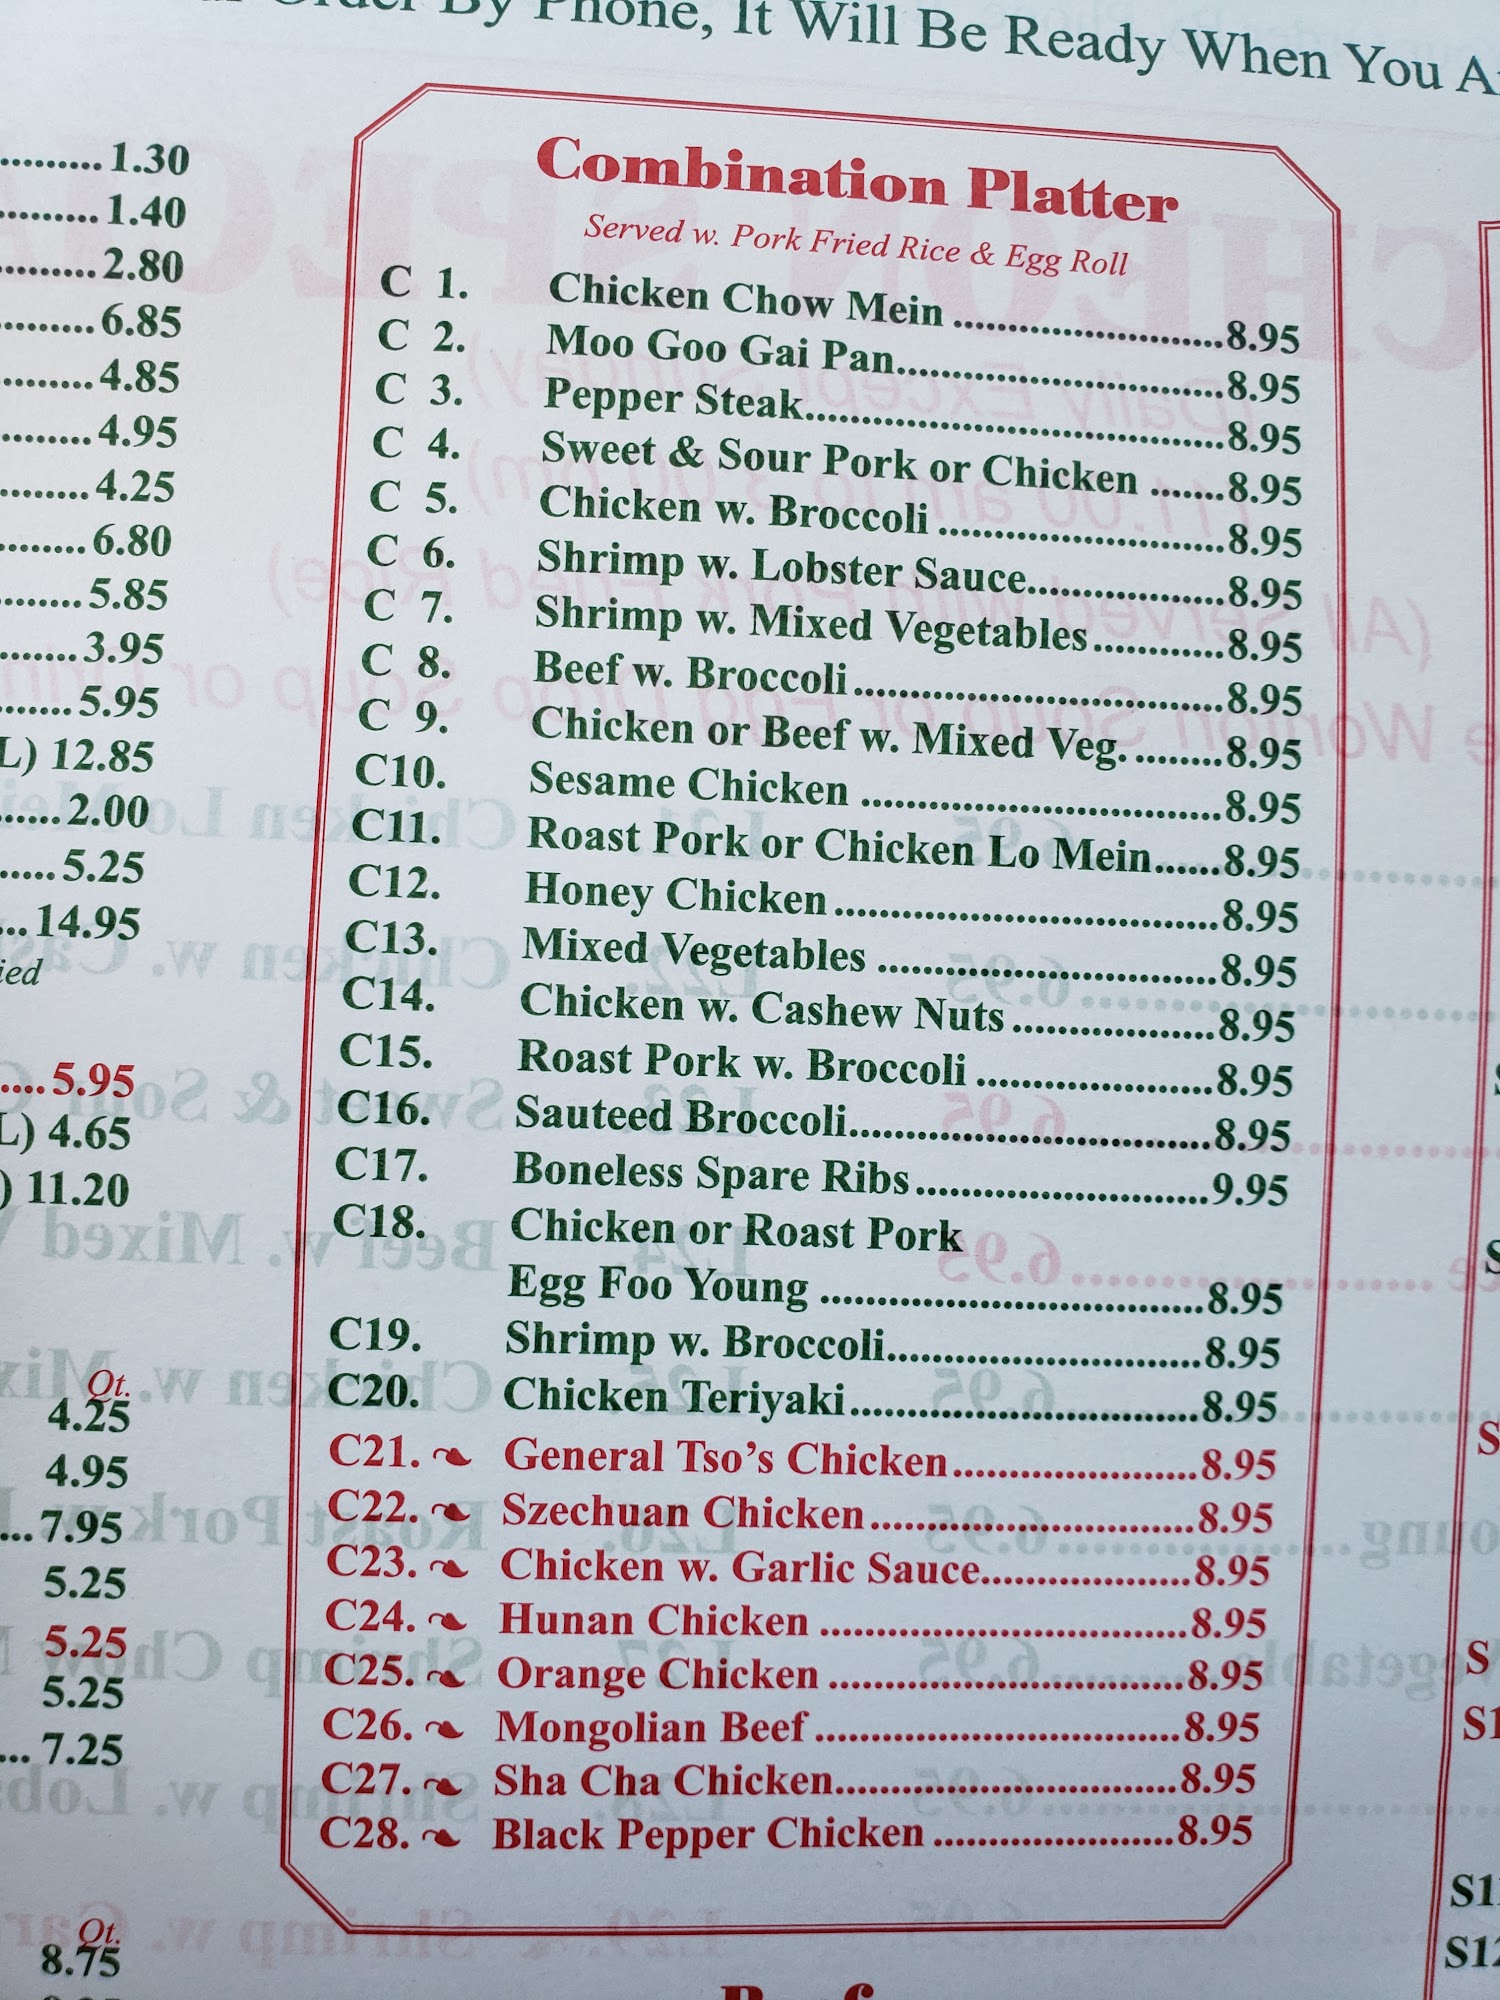 Order By Phone, It Will Be Ready When You
.......... 1.30
.......... 1.40
.......... 2.80
.......... 6.85
.......... 4.85
.......... 4.95
.......... 4.25
......... 6.80
........ 5.85
........ 3.95
....... 5.95
L) 12.85
...... 2.00
...... 5.25
... 14.95
ied
.... 5.95
L) 4.65
) 11.20
Qt.
4.25
4.95
... 7.95
5.25
5.25
5.25
... 7.25
Qt.
8.75
Combination Platter
Served w. Pork Fried Rice & Egg Roll
C 1. Chicken Chow Mein ........................ 8.95
C 2. Moo Goo Gai Pan ............................ 8.95
C 3. Pepper Steak .................................... 8.95
C 4. Sweet & Sour Pork or Chicken ....... 8.95
C 5. Chicken w. Broccoli ........................ 8.95
C 6. Shrimp w. Lobster Sauce ................. 8.95
C 7. Shrimp w. Mixed Vegetables ............ 8.95
C 8. Beef w. Broccoli ................................ 8.95
C 9. Chicken or Beef w. Mixed Veg. ........ 8.95
C10. Sesame Chicken ................................ 8.95
C11. Roast Pork or Chicken Lo Mein ...... 8.95
C12. Honey Chicken .................................. 8.95
C13. Mixed Vegetables .............................. 8.95
C14. Chicken w. Cashew Nuts .................. 8.95
C15. Roast Pork w. Broccoli ..................... 8.95
C16. Sauteed Broccoli ................................ 8.95
C17. Boneless Spare Ribs .......................... 9.95
C18. Chicken or Roast Pork
Egg Foo Young .................................. 8.95
C19. Shrimp w. Broccoli ............................ 8.95
C20. Chicken Teriyaki ............................... 8.95
C21. General Tso's Chicken ...................... 8.95
C22. Szechuan Chicken ............................. 8.95
C23. Chicken w. Garlic Sauce ................... 8.95
C24. Hunan Chicken ................................. 8.95
C25. Orange Chicken ................................ 8.95
C26. Mongolian Beef ................................. 8.95
C27. Sha Cha Chicken ............................... 8.95
C28. Black Pepper Chicken ...................... 8.95